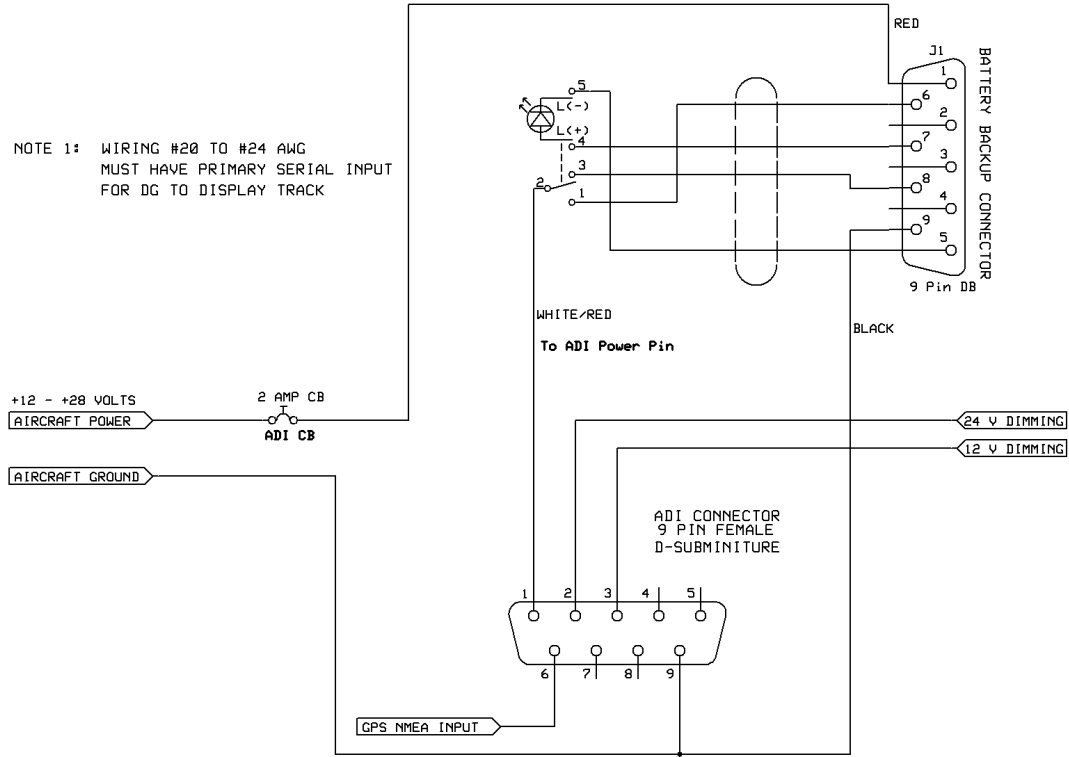 RED
J1
BATTERY BACKUP CONNECTOR
1
6
2
7
3
8
4
9
5
9 Pin DB
5
L(-)
L(+)
4
3
2
1
NOTE 1: WIRING #20 TO #24 AWG
MUST HAVE PRIMARY SERIAL INPUT
FOR DG TO DISPLAY TRACK
WHITE/RED
To ADI Power Pin
BLACK
+12 - +28 VOLTS
AIRCRAFT POWER
2 AMP CB
ADI CB
24 V DIMMING
12 V DIMMING
AIRCRAFT GROUND
ADI CONNECTOR
9 PIN FEMALE
D-SUBMINITURE
1 2 3 4 5
6 7 8 9
GPS NMEA INPUT